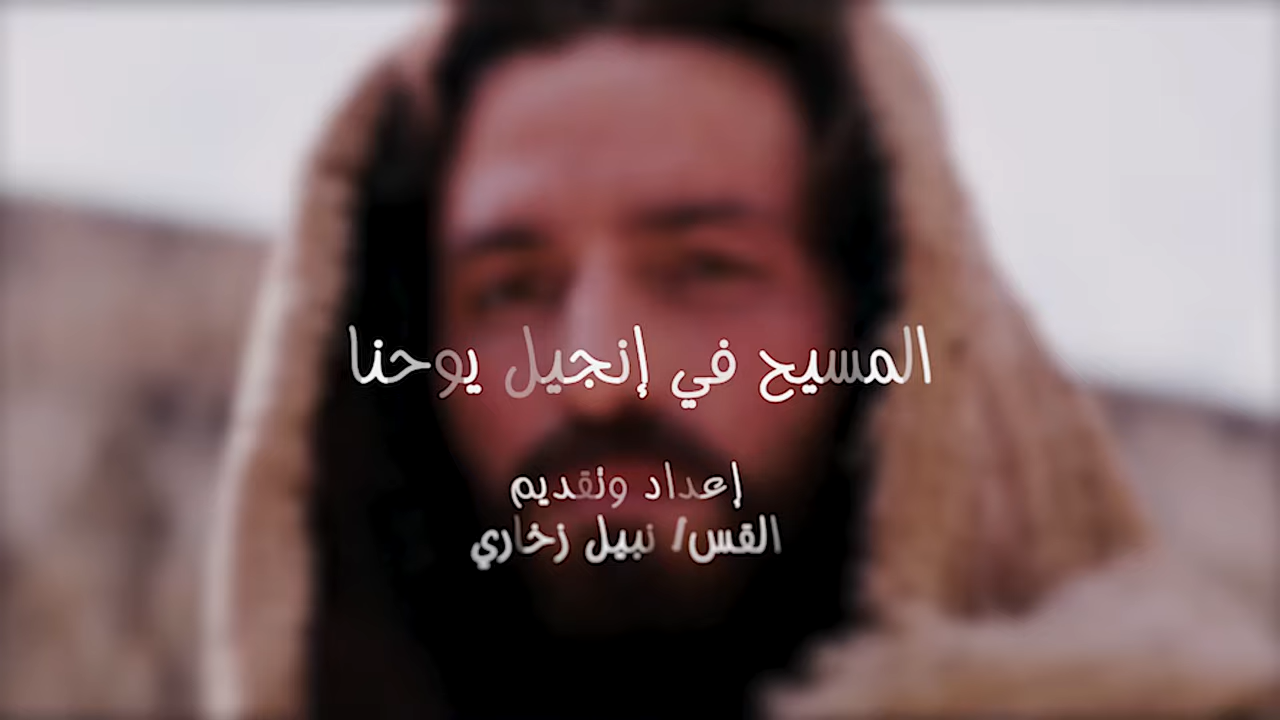 المسيح في إنجيل يوحنا
إعداد وتقديم
القس/ نبيل زخاري